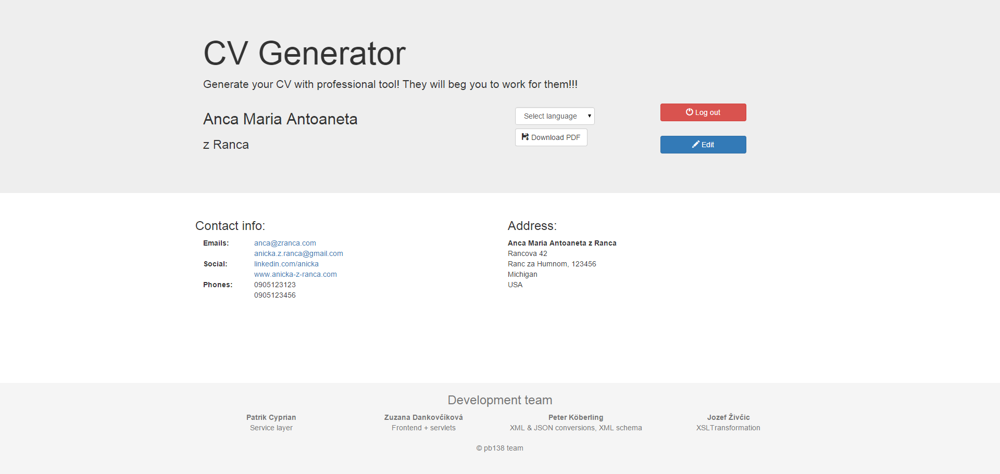 CV Generator
Generate your CV with professional tool! They will beg you to work for them!!!
Anca Maria Antoaneta
z Ranca
Select language
Download PDF
Log out
Edit
Contact info:
Emails: anca@zranca.com
anicka.z.ranca@gmail.com
Social: linkedin.com/anicka
www.anicka-z-ranca.com
Phones: 0905123123
0905123456
Address:
Anca Maria Antoaneta z Ranca
Rancova 42
Ranc za Humnom, 123456
Michigan
USA
Development team
Patrik Cyprian
Service layer
Zuzana Dankovčíková
Frontend + servlets
Peter Köberling
XML & JSON conversions, XML schema
Jozef Živčic
XSLTransformation
© pb138 team